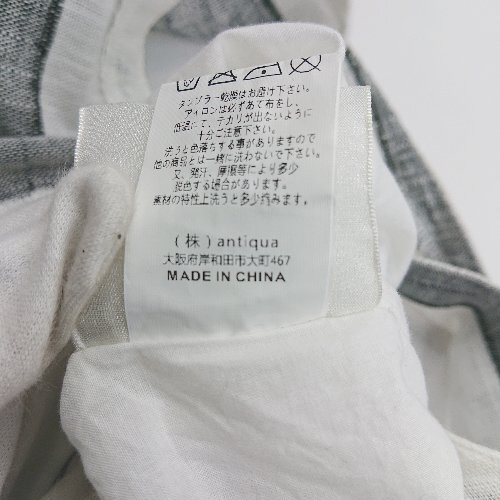 タンブラー乾燥はお避け下さい。
アイロンは必ずあて布をし、
低温にて、テカリが出ないように
十分ご注意下さい。
洗うと色落ちする事がありますので
他の商品とは一緒に洗わないで下さい。
又、発汗、摩擦等により多少
脱色する場合があります。
素材の特性上洗うと多少縮みます。
(株) antiqua
大阪府岸和田市大町467
MADE IN CHINA